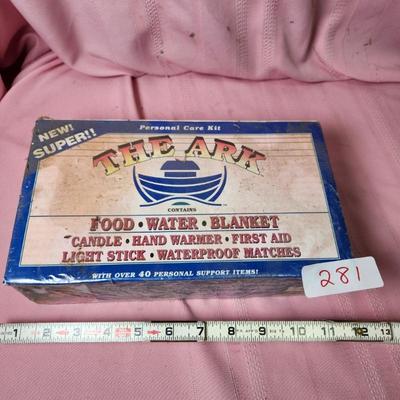 NEW!
SUPER!!
Personal Care Kit
THE ARK
CONTAINS
FOOD • WATER • BLANKET
CANDLE • HAND WARMER • FIRST AID
LIGHT STICK • WATERPROOF MATCHES
WITH OVER 40 PERSONAL SUPPORT ITEMS!
281
1 2 3 4 5 6 7 8 9 10 11 12 13